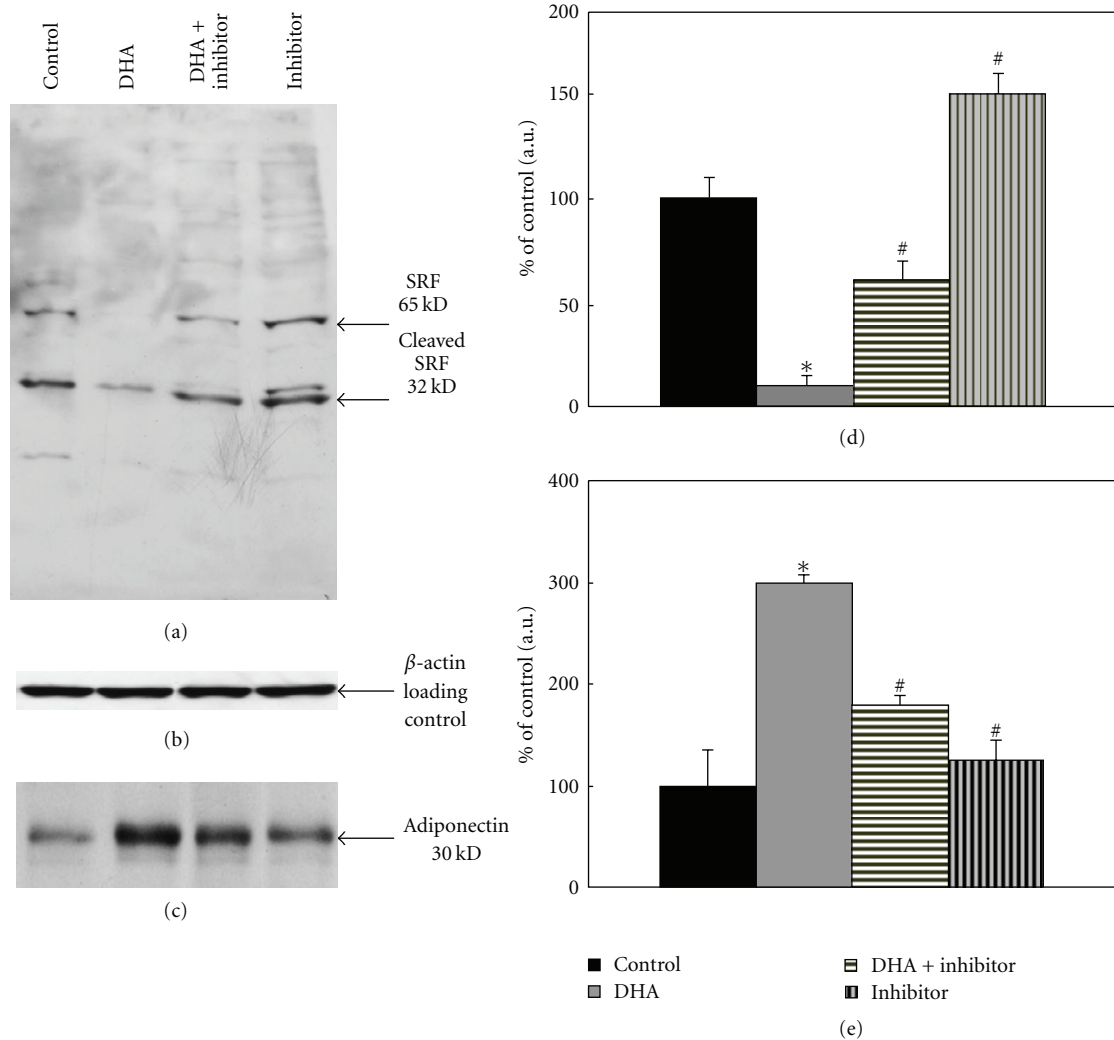 Control
DHA
DHA +
inhibitor
Inhibitor
SRF
65 kD
Cleaved
SRF
32 kD
(a)
β-actin
loading
control
(b)
Adiponectin
30 kD
(c)
200
150
100
50
0
% of control (a.u.)
*
#
#
(d)
400
300
200
100
0
% of control (a.u.)
*
#
#
Control
DHA
DHA + inhibitor
Inhibitor
(e)